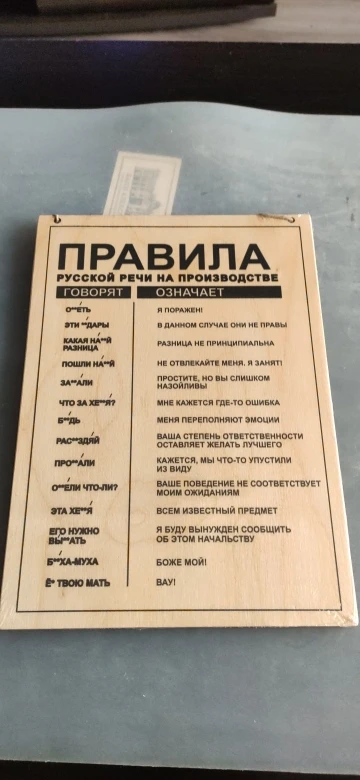 ПРАВИЛА
РУССКОЙ РЕЧИ НА ПРОИЗВОДСТВЕ
ГОВОРЯТ ОЗНАЧАЕТ
О**ЕТЬ Я ПОРАЖЕН!
ЭТИ **ДАРЫ В ДАННОМ СЛУЧАЕ ОНИ НЕ ПРАВЫ
КАКАЯ НА**Й
РАЗНИЦА РАЗНИЦА НЕ ПРИНЦИПИАЛЬНА
ПОШЛИ НА**Й НЕ ОТВЛЕКАЙТЕ МЕНЯ. Я ЗАНЯТ!
ЗА**АЛИ ПРОСТИТЕ, НО ВЫ СЛИШКОМ
НАЗОЙЛИВЫ
ЧТО ЗА ХЕ**Я? МНЕ КАЖЕТСЯ ГДЕ-ТО ОШИБКА
Б**ДЬ МЕНЯ ПЕРЕПОЛНЯЮТ ЭМОЦИИ
РАС**ЗДЯЙ ВАША СТЕПЕНЬ ОТВЕТСТВЕННОСТИ
ОСТАВЛЯЕТ ЖЕЛАТЬ ЛУЧШЕГО
ПРО**АЛИ КАЖЕТСЯ, МЫ ЧТО-ТО УПУСТИЛИ
ИЗ ВИДУ
О**ЕЛИ ЧТО-ЛИ? ВАШЕ ПОВЕДЕНИЕ НЕ СООТВЕТСТВУЕТ
МОИМ ОЖИДАНИЯМ
ЭТА ХЕ**Я ВСЕМ ИЗВЕСТНЫЙ ПРЕДМЕТ
ЕГО НУЖНО Я БУДУ ВЫНУЖДЕН СООБЩИТЬ
ВЫ**АТЬ ОБ ЭТОМ НАЧАЛЬСТВУ
Б**ХА-МУХА БОЖЕ МОЙ!
Ё* ТВОЮ МАТЬ ВАУ!